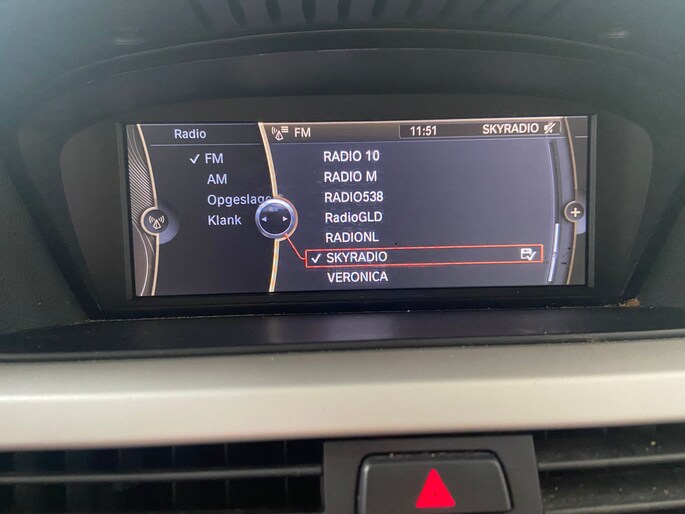 Radio
FM 11:51 SKYRADIO
✓ FM
AM
Opgeslage
Klank
RADIO 10
RADIO M
RADIO538
RadioGLD
RADIONL
✓ SKYRADIO
VERONICA